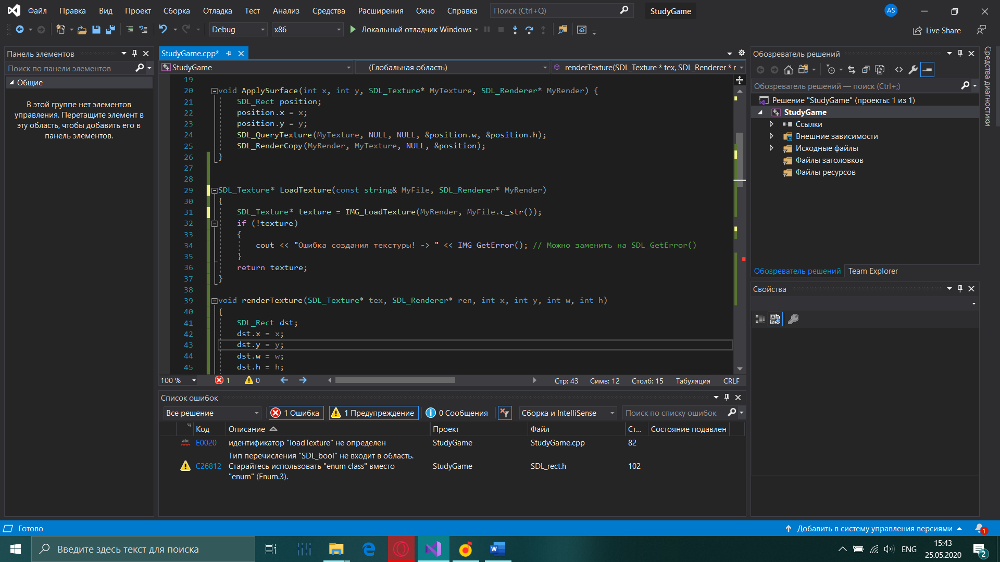 Файл Правка Вид Проект Сборка Отладка Тест Анализ Средства Расширения Окно Справка Поиск (Ctrl+Q) StudyGame AS
Debug x86 Локальный отладчик Windows Live Share
Панель элементов
Поиск по панели элементов
Общие
В этой группе нет элементов
управления. Перетащите элемент в
эту область, чтобы добавить его в
панель элементов.
StudyGame.cpp*
StudyGame (Глобальная область) renderTexture(SDL_Texture * tex, SDL_Renderer * r
19
20 void ApplySurface(int x, int y, SDL_Texture* MyTexture, SDL_Renderer* MyRender) {
21 SDL_Rect position;
22 position.x = x;
23 position.y = y;
24 SDL_QueryTexture(MyTexture, NULL, NULL, &position.w, &position.h);
25 SDL_RenderCopy(MyRender, MyTexture, NULL, &position);
26 }
27
28
29 SDL_Texture* LoadTexture(const string& MyFile, SDL_Renderer* MyRender)
30 {
31 SDL_Texture* texture = IMG_LoadTexture(MyRender, MyFile.c_str());
32 if (!texture)
33 {
34 cout << "Ошибка создания текстуры! -> " << IMG_GetError(); // Можно заменить на SDL_GetError()
35 }
36 return texture;
37 }
38
39 void renderTexture(SDL_Texture* tex, SDL_Renderer* ren, int x, int y, int w, int h)
40 {
41 SDL_Rect dst;
42 dst.x = x;
43 dst.y = y;
44 dst.w = w;
45 dst.h = h;
100 % 1 0 Стр: 43 Симв: 12 Столб: 15 Табуляция CRLF
Список ошибок
Все решение 1 Ошибка 1 Предупреждение 0 Сообщения Сборка и IntelliSense Поиск по списку ошибок
Код Описание Проект Файл Ст... Состояние подавлен
abc E0020 идентификатор "loadTexture" не определен StudyGame StudyGame.cpp 82
Тип перечисления "SDL_bool" не входит в область.
C26812 Старайтесь использовать "enum class" вместо StudyGame SDL_rect.h 102
"enum" (Enum.3).
Обозреватель решений
Обозреватель решений — поиск (Ctrl+;)
Решение "StudyGame" (проекты: 1 из 1)
StudyGame
Ссылки
Внешние зависимости
Исходные файлы
Файлы заголовков
Файлы ресурсов
Обозреватель решений Team Explorer
Свойства
Средства диагностики
Готово Добавить в систему управления версиями 1
Введите здесь текст для поиска W ENG 15:43
25.05.2020 2